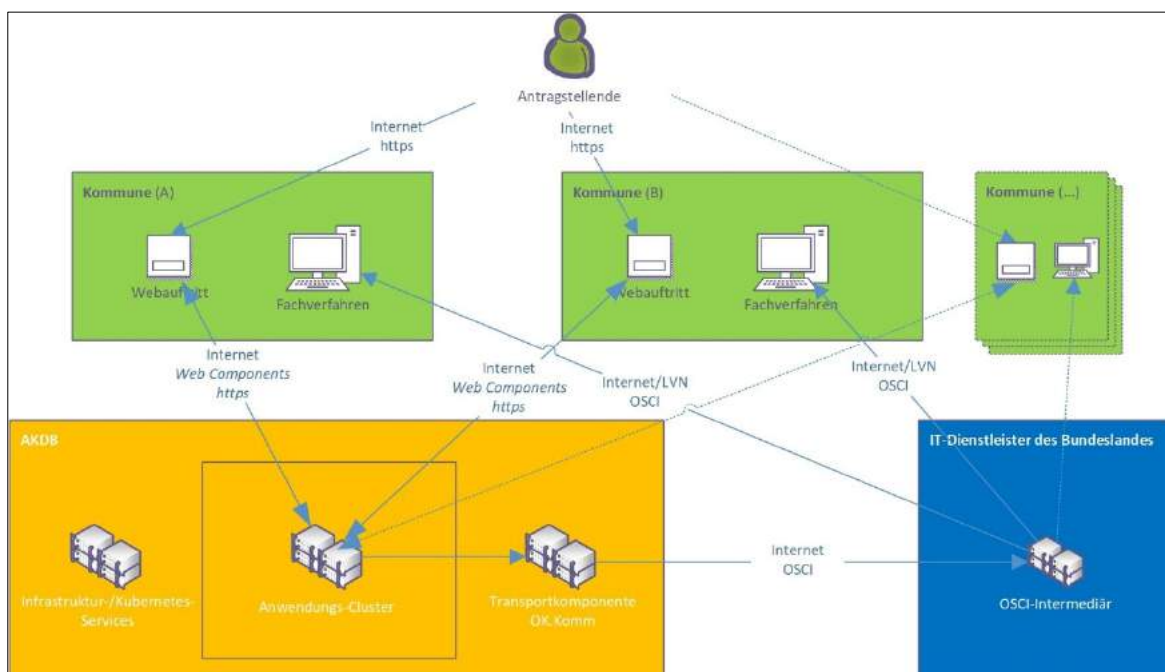 Antragstellende
Internet
https
Internet
https
Kommune (A)
Kommune (B)
Kommune (...)
Webauftritt
Fachverfahren
Webauftritt
Fachverfahren
Internet
Web Components
https
Internet
Web Components
https
Internet/LVN
OSCI
Internet/LVN
OSCI
AKDB
IT-Dienstleister des Bundeslandes
Internet
OSCI
Infrastruktur-/Kubernetes-
Services
Anwendungs-Cluster
Transportkomponente
OK.Komm
OSCI-Intermediär